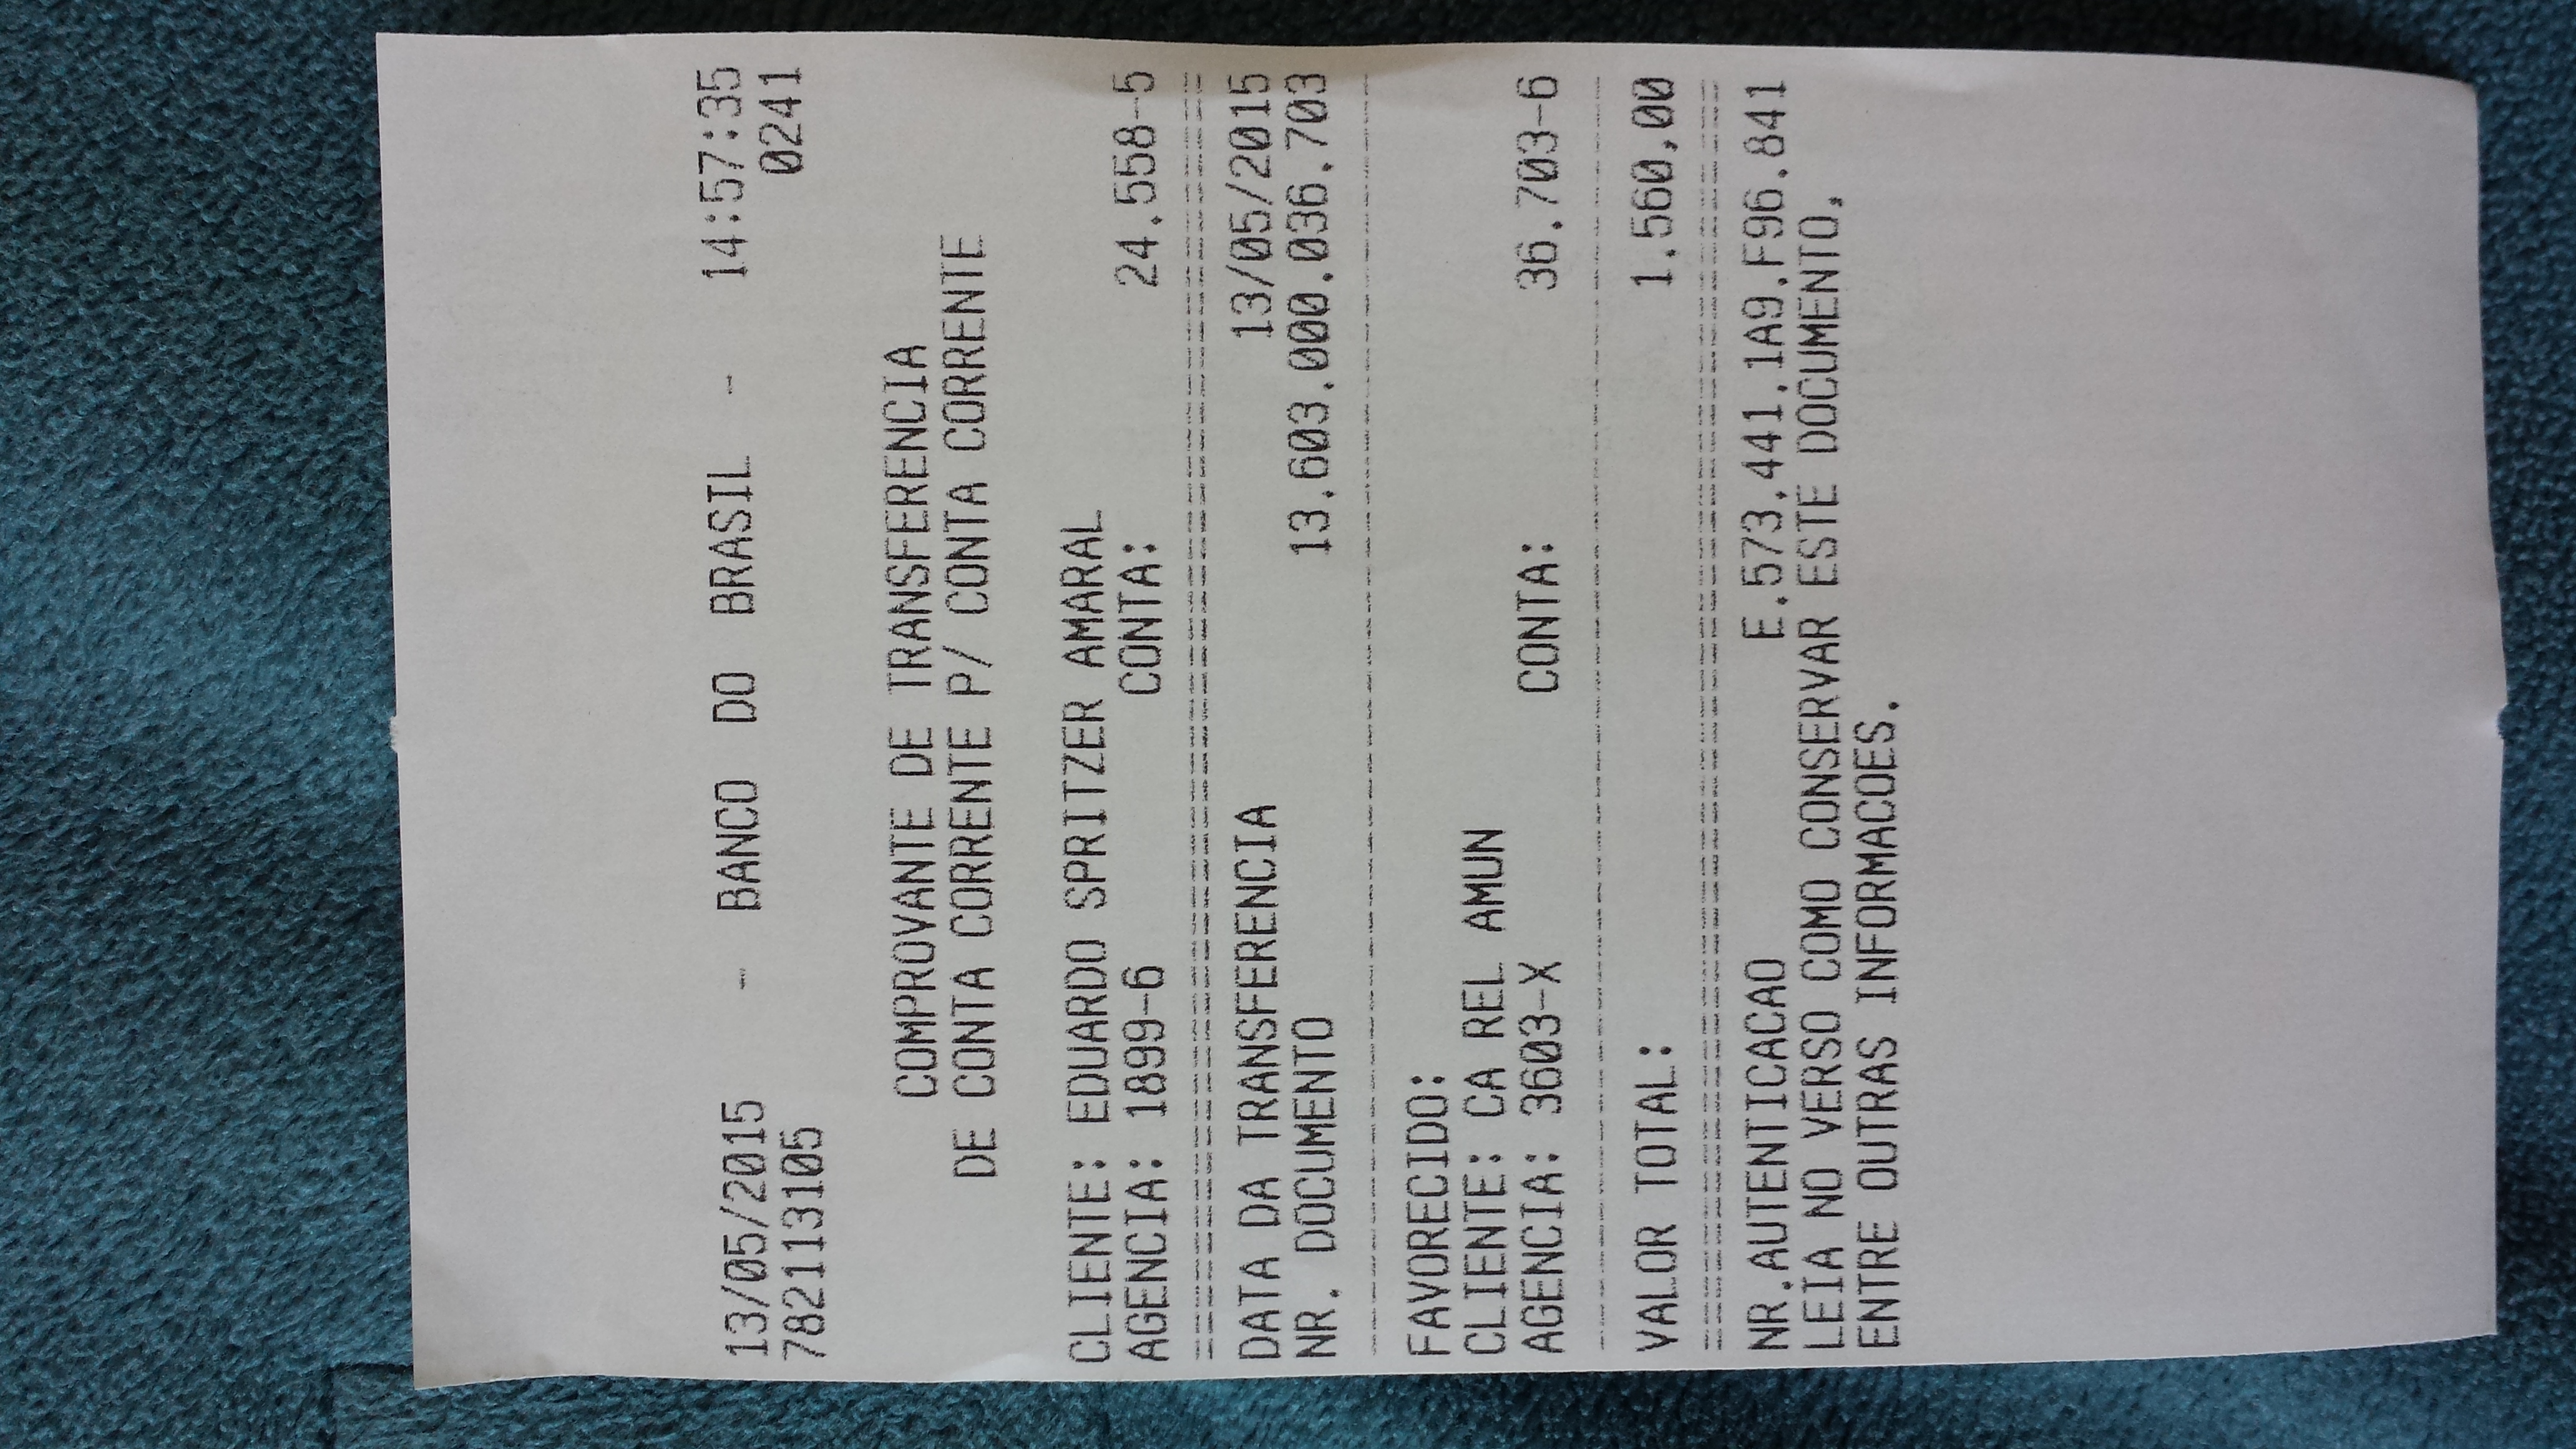 13/05/2015 - BANCO DO BRASIL - 14:57:35
782113105 0241
COMPROVANTE DE TRANSFERENCIA
DE CONTA CORRENTE P/ CONTA CORRENTE
CLIENTE: EDUARDO SPRITZER AMARAL
AGENCIA: 1899-6 CONTA: 24.558-5
DATA DA TRANSFERENCIA 13/05/2015
NR. DOCUMENTO 13.603.000.036.703
FAVORECIDO:
CLIENTE: CA REL AMUN
AGENCIA: 3603-X CONTA: 36.703-6
VALOR TOTAL: 1.560,00
NR.AUTENTICACAO E.573.441.1A9.F96.841
LEIA NO VERSO COMO CONSERVAR ESTE DOCUMENTO,
ENTRE OUTRAS INFORMACOES.